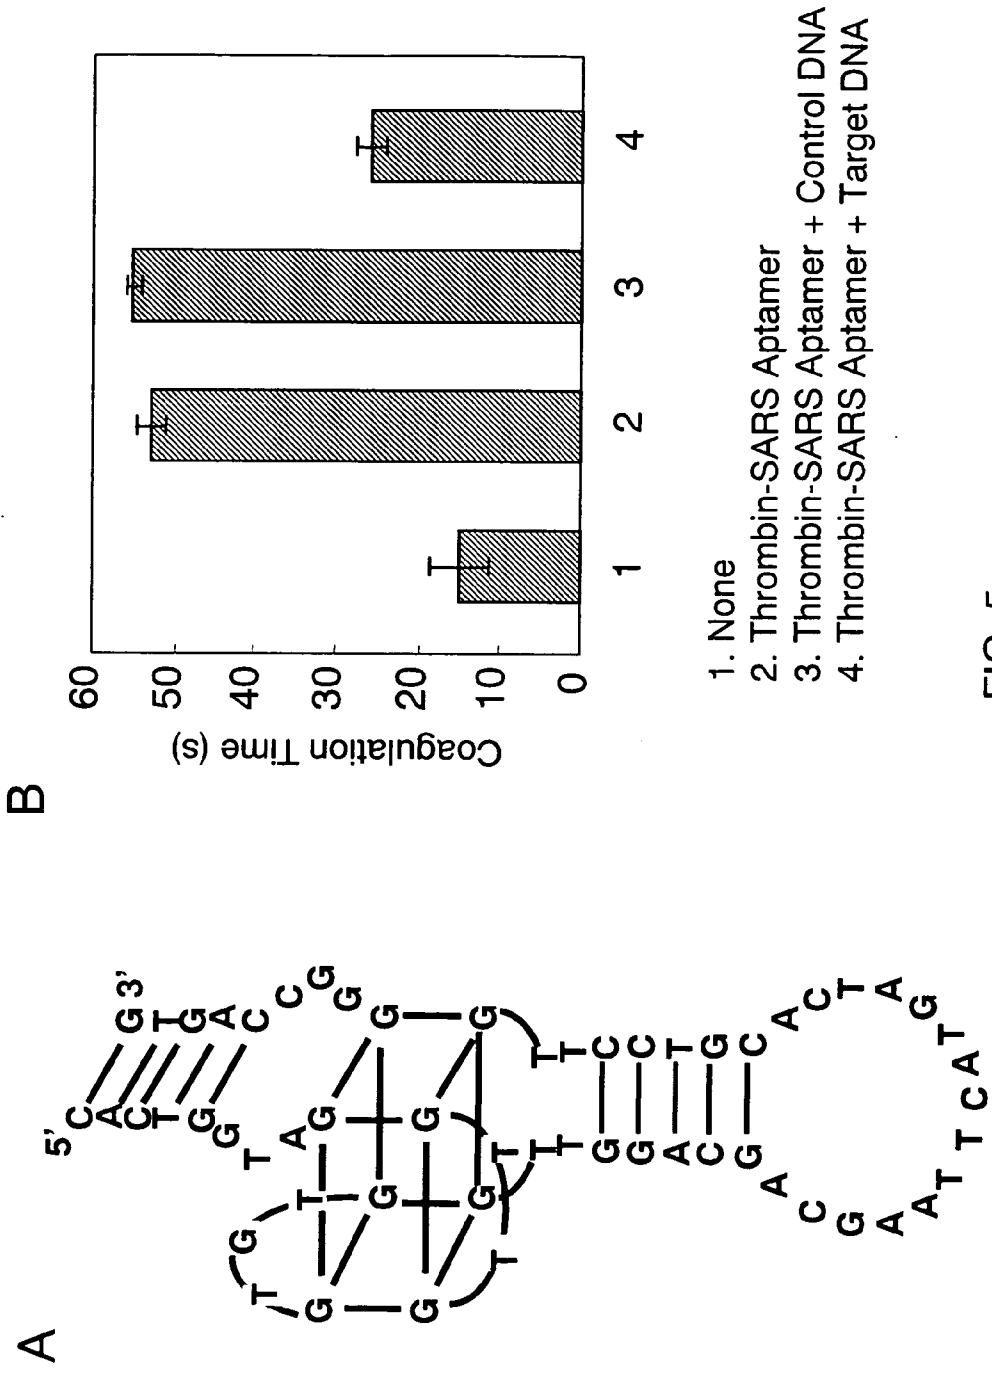 A
5'
C A C T G G T A G G T T G G T G T G G T T G G A C G A C G A A T T C A T G A T C A C G T C C T T G G G G C C A G T G
3'
B
Coagulation Time (s)
60
50
40
30
20
10
0
1 2 3 4
1. None
2. Thrombin-SARS Aptamer
3. Thrombin-SARS Aptamer + Control DNA
4. Thrombin-SARS Aptamer + Target DNA